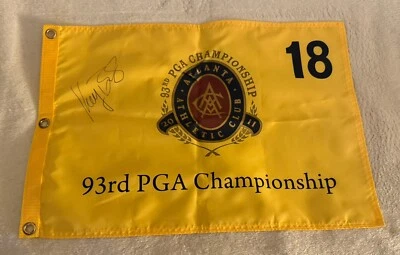 18
93rd PGA CHAMPIONSHIP
ATLANTA
ATHLETIC CLUB
93rd PGA Championship